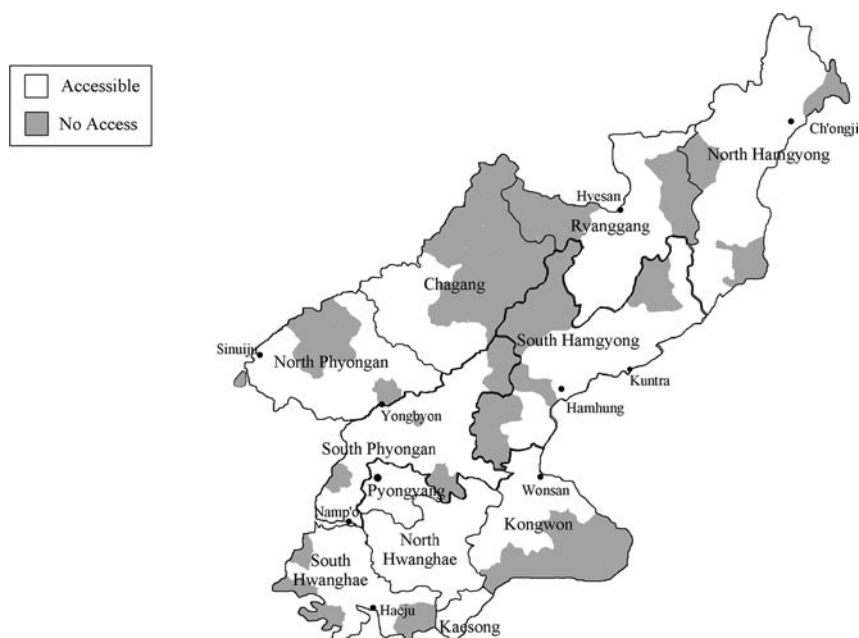 Accessible
No Access
Ch'ongji
North Hamgyong
Hyesan
Ryanggang
Chagang
South Hamgyong
Sinuiju
North Phyongan
Kuntra
Hamhung
Yongbyon
South Phyongan
Pyongyang
Wonsan
Namp'o
Kongwon
North
Hwanghae
South
Hwanghae
Haeju
Kaesong